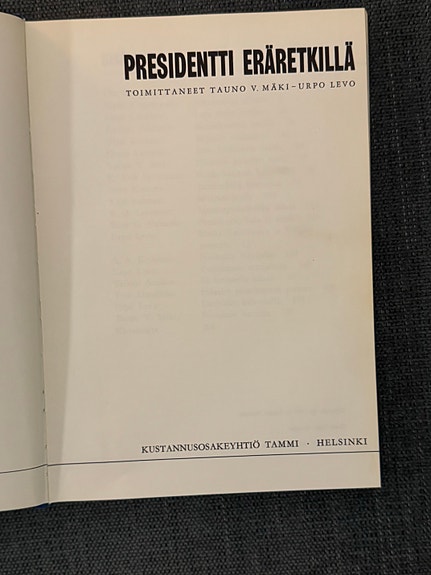 PRESIDENTTI ERÄRETKILLÄ
TOIMITTANEET TAUNO V. MÄKI – URPO LEVO
KUSTANNUSOSAKEYHTIÖ TAMMI · HELSINKI